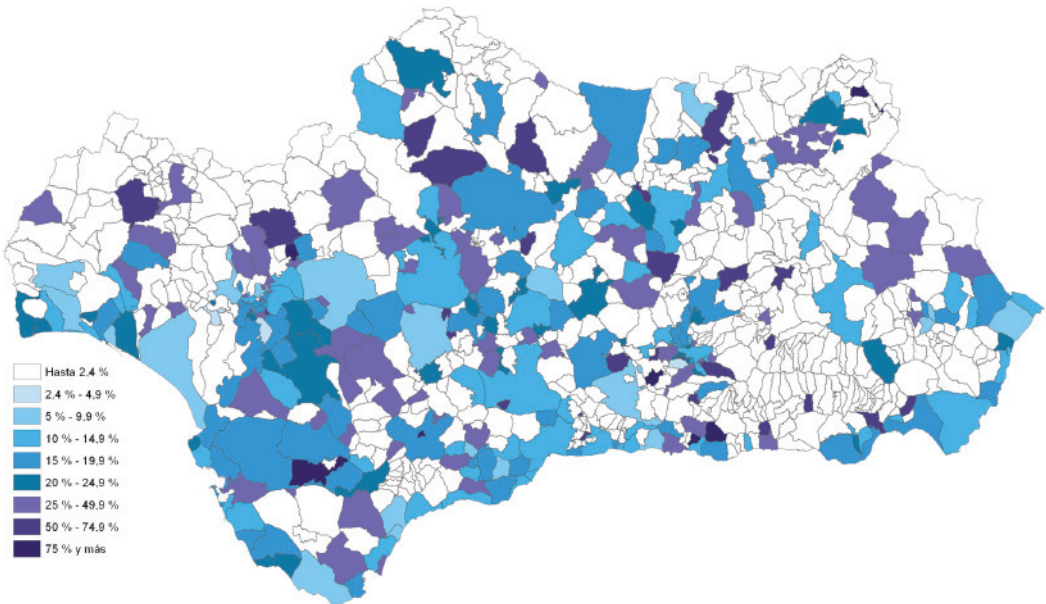 Hasta 2.4 %
2,4 % - 4,9 %
5 % - 9,9 %
10 % - 14,9 %
15 % - 19,9 %
20 % - 24,9 %
25 % - 49,9 %
50 % - 74,9 %
75 % y más